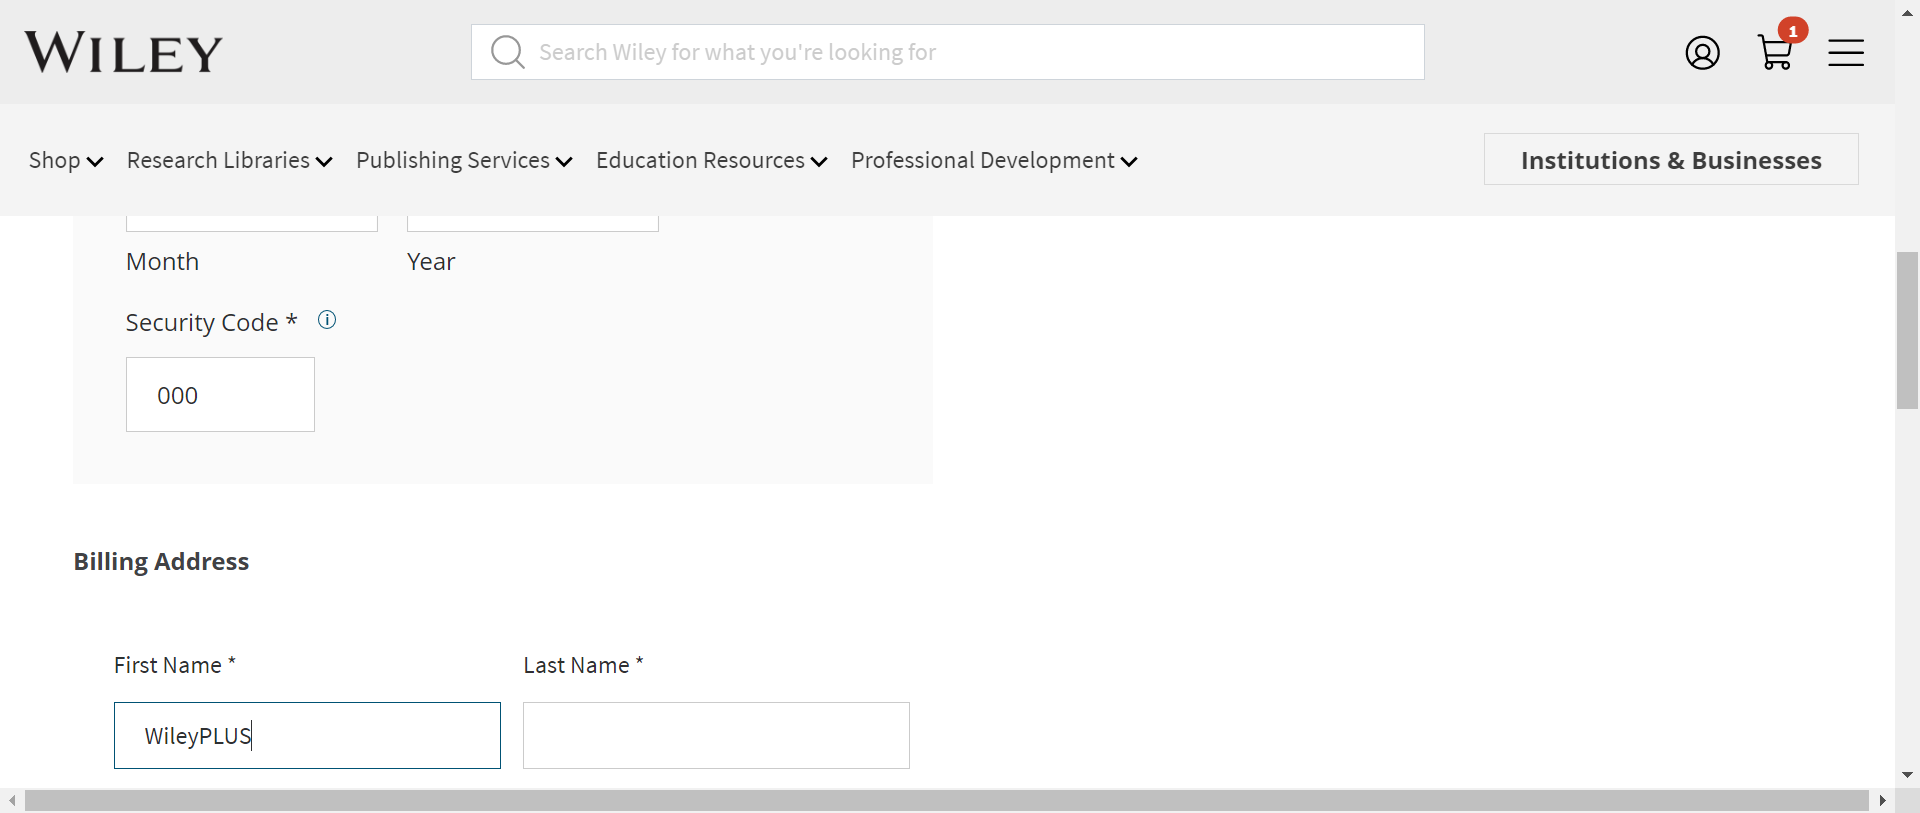 WILEY
Search Wiley for what you're looking for
1
Shop Research Libraries Publishing Services Education Resources Professional Development Institutions & Businesses
Month Year
Security Code *
000
Billing Address
First Name * Last Name *
WileyPLUS